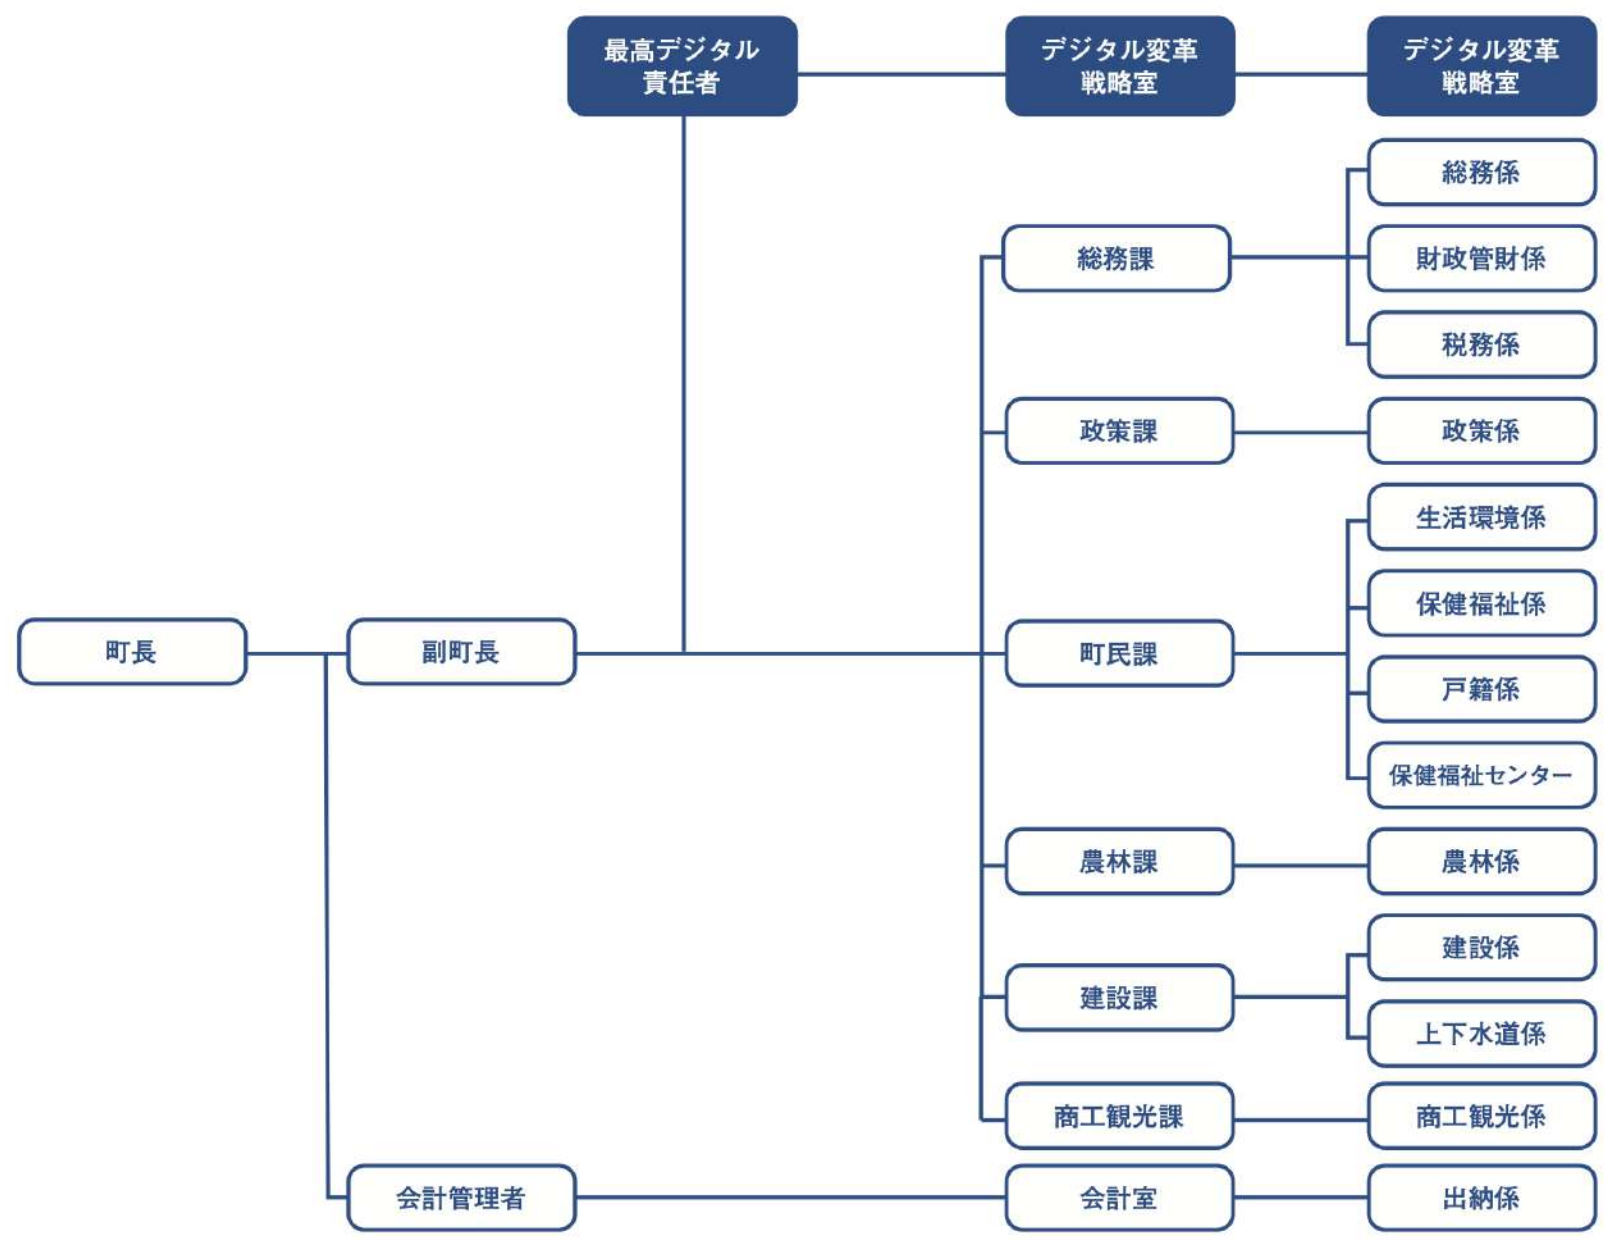 最高デジタル
責任者
デジタル変革
戦略室
デジタル変革
戦略室
総務係
総務課
財政管財係
税務係
政策課
政策係
生活環境係
保健福祉係
町長
副町長
町民課
戸籍係
保健福祉センター
農林課
農林係
建設係
建設課
上下水道係
商工観光課
商工観光係
会計管理者
会計室
出納係